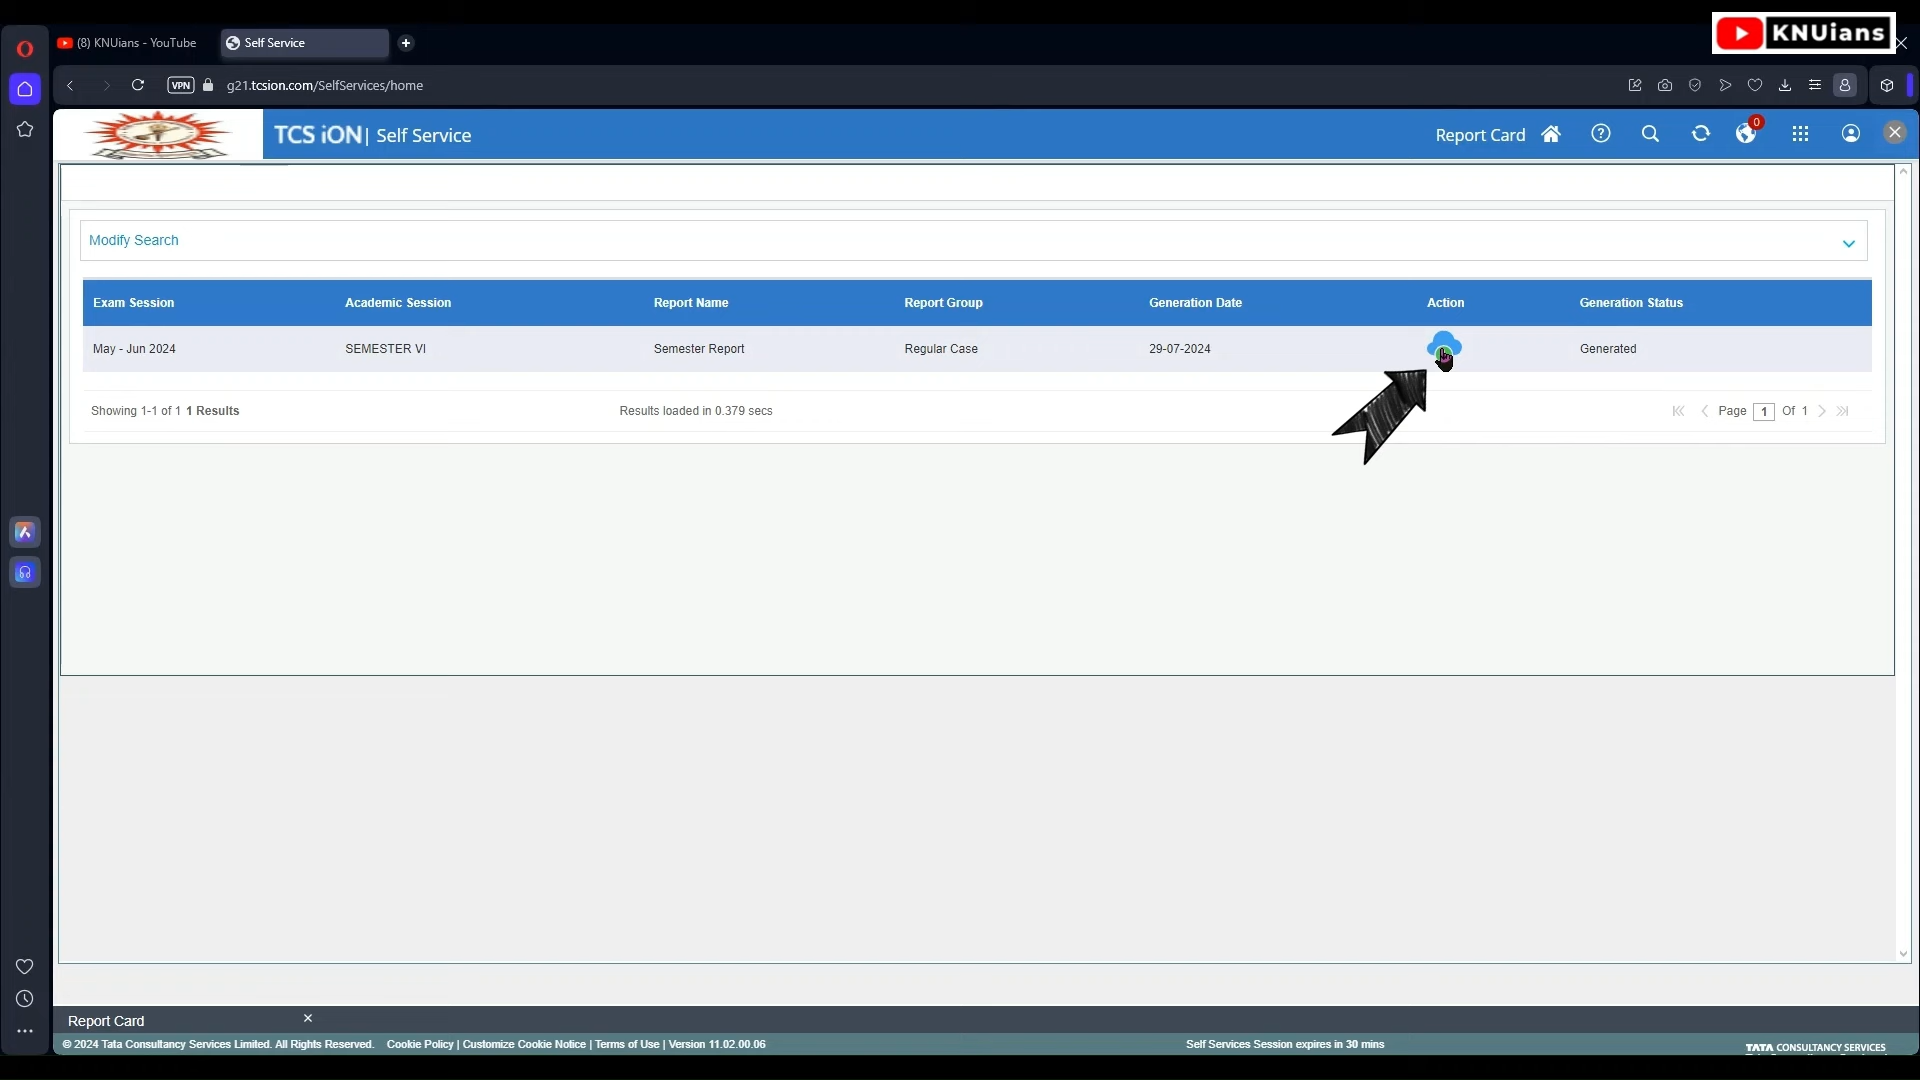 (8) KNUians - YouTube
Self Service
KNUians
VPN
g21.tcsion.com/SelfServices/home
TCS iON | Self Service
Report Card
0
Modify Search
Exam Session Academic Session Report Name Report Group Generation Date Action Generation Status
May - Jun 2024 SEMESTER VI Semester Report Regular Case 29-07-2024 Generated
Showing 1-1 of 1 1 Results Results loaded in 0.379 secs Page 1 Of 1
Report Card
© 2024 Tata Consultancy Services Limited. All Rights Reserved. Cookie Policy | Customize Cookie Notice | Terms of Use | Version 11.02.00.06 Self Services Session expires in 30 mins TATA CONSULTANCY SERVICES